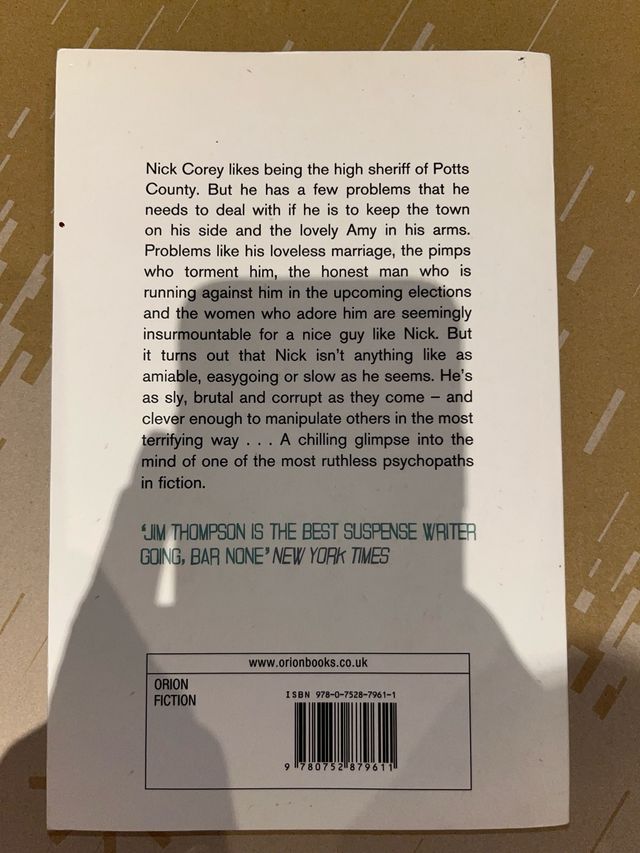 Nick Corey likes being the high sheriff of Potts
County. But he has a few problems that he
needs to deal with if he is to keep the town
on his side and the lovely Amy in his arms.
Problems like his loveless marriage, the pimps
who torment him, the honest man who is
running against him in the upcoming elections
and the women who adore him are seemingly
insurmountable for a nice guy like Nick. But
it turns out that Nick isn't anything like as
amiable, easygoing or slow as he seems. He's
as sly, brutal and corrupt as they come – and
clever enough to manipulate others in the most
terrifying way . . . A chilling glimpse into the
mind of one of the most ruthless psychopaths
in fiction.
‘JIM THOMPSON IS THE BEST SUSPENSE WRITER
GOING, BAR NONE’ NEW YORK TIMES
www.orionbooks.co.uk
ORION
FICTION
ISBN 978-0-7528-7961-1
9 780752 879611